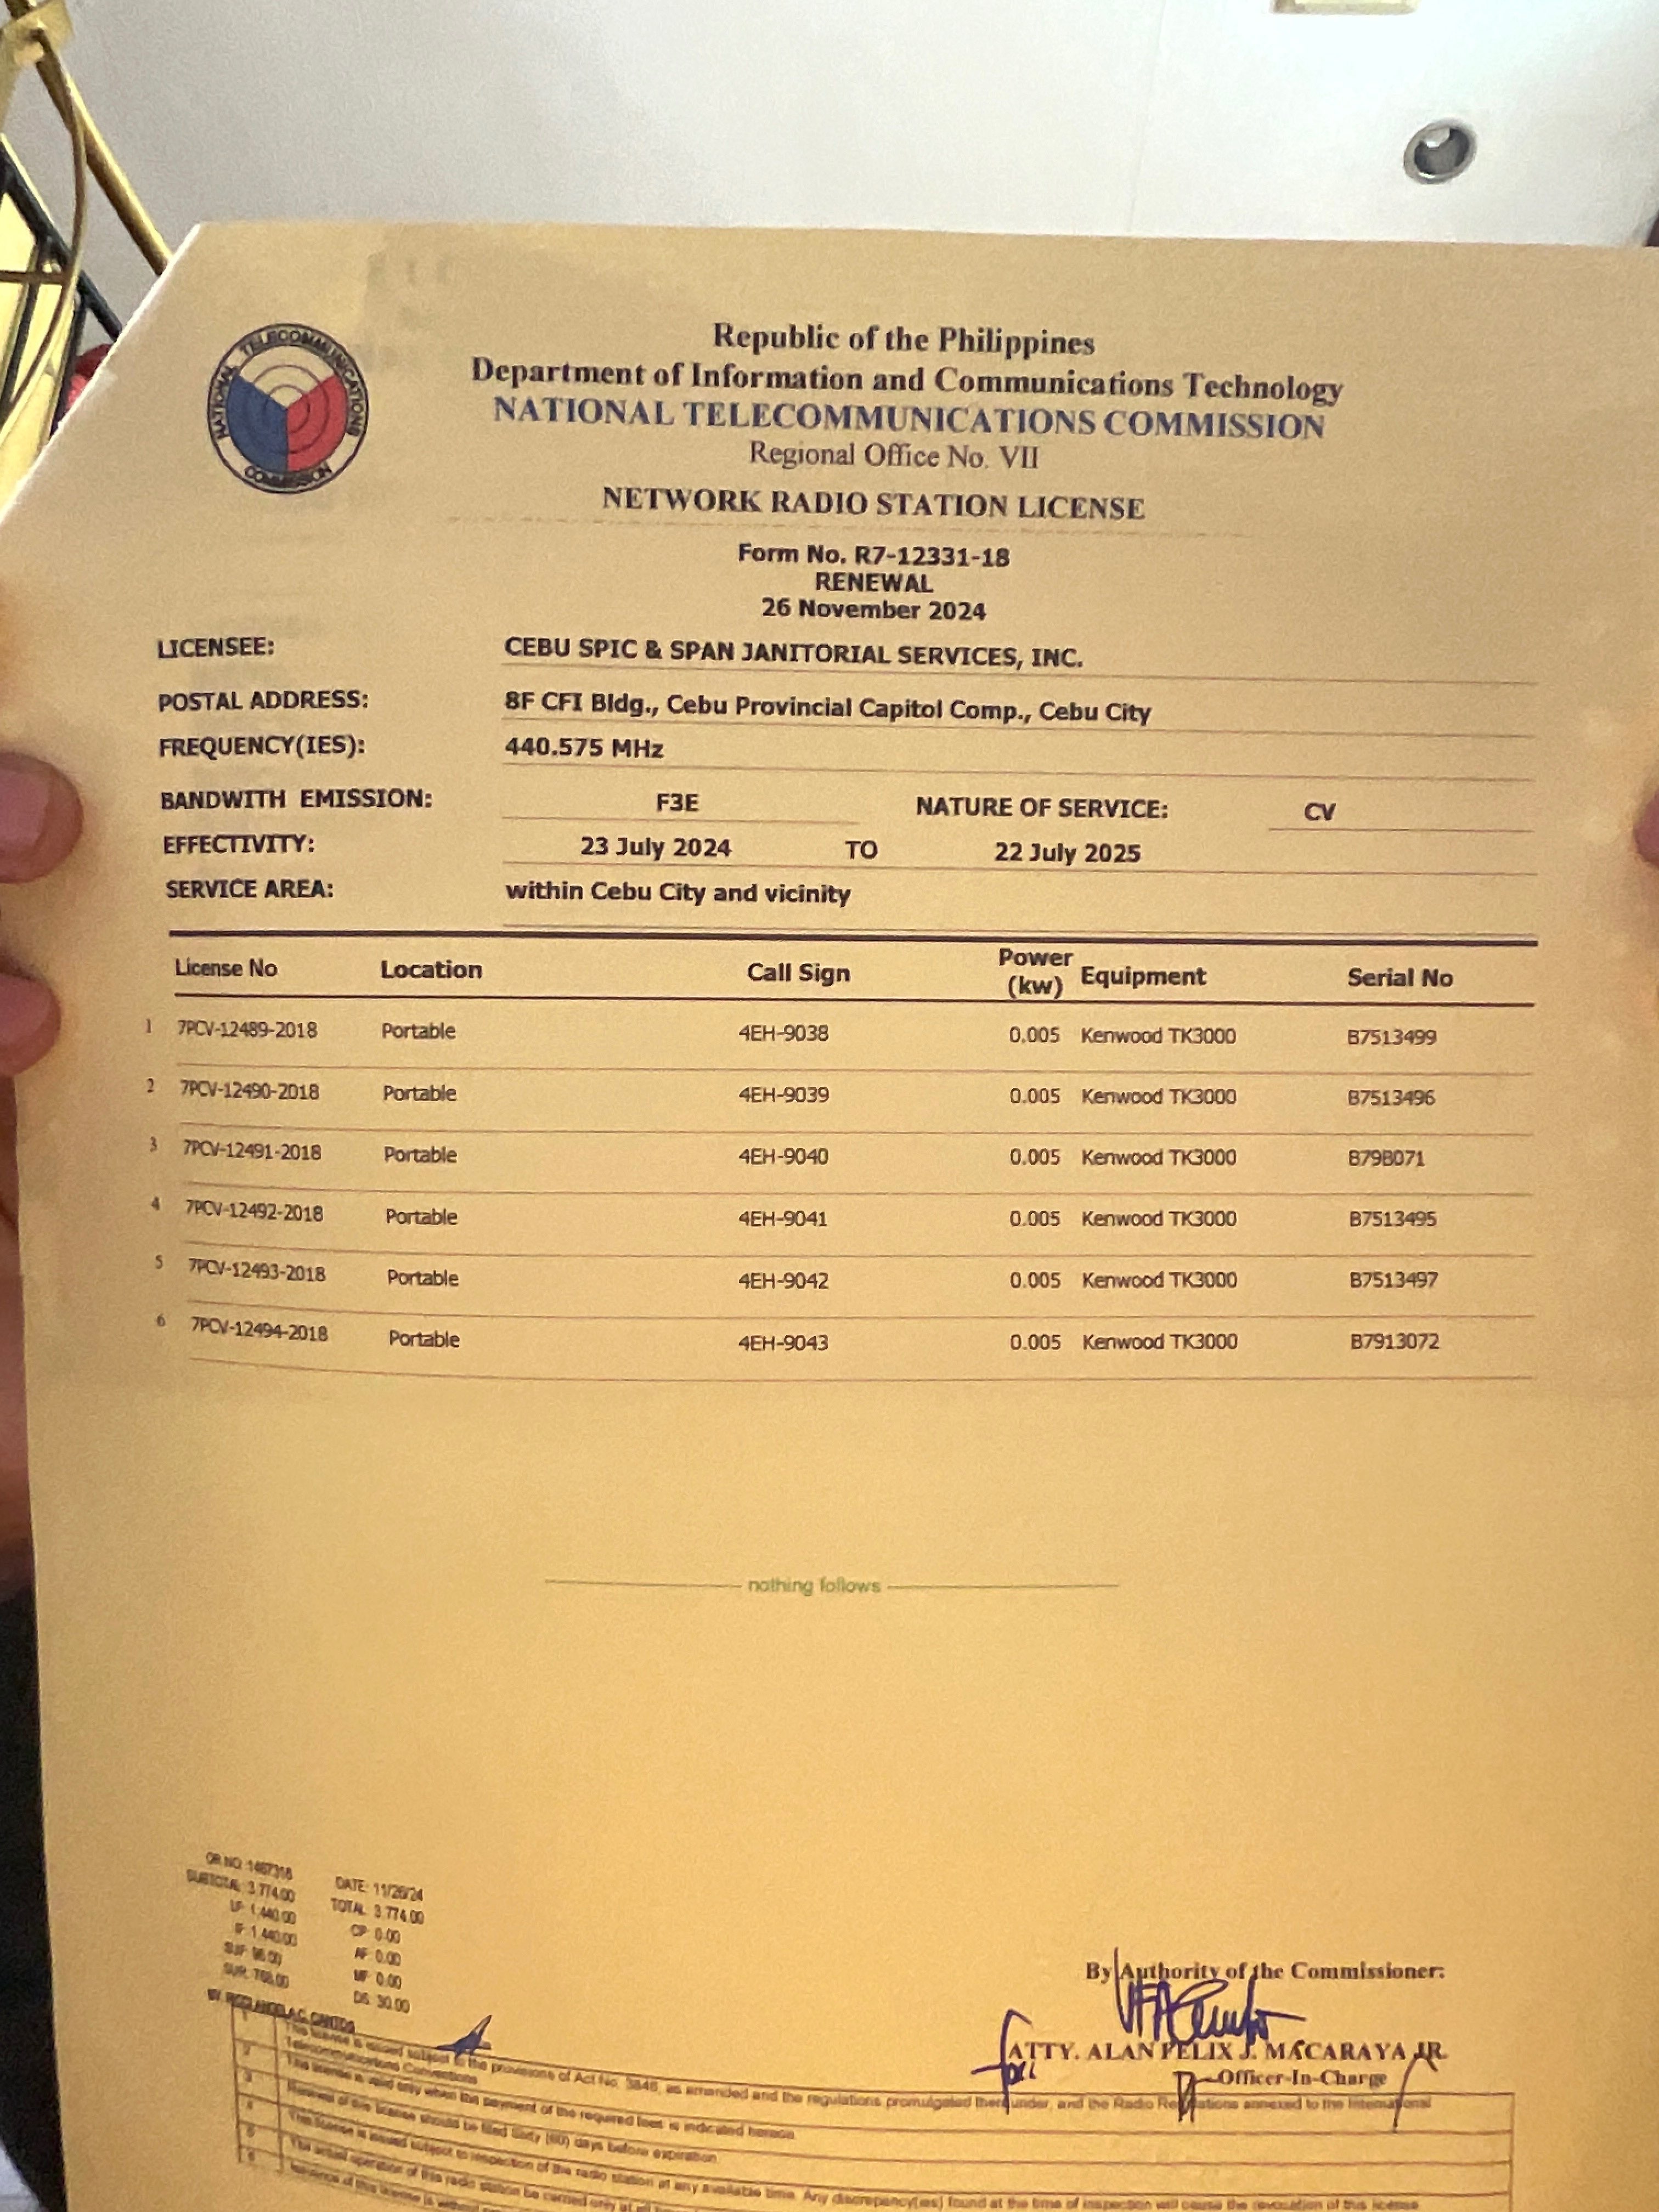 NATIONAL TELECOMMUNICATIONS COMMISSION
Republic of the Philippines
Department of Information and Communications Technology
NATIONAL TELECOMMUNICATIONS COMMISSION
Regional Office No. VII
NETWORK RADIO STATION LICENSE
Form No. R7-12331-18
RENEWAL
26 November 2024
LICENSEE: CEBU SPIC & SPAN JANITORIAL SERVICES, INC.
POSTAL ADDRESS: 8F CFI Bldg., Cebu Provincial Capitol Comp., Cebu City
FREQUENCY(IES): 440.575 MHz
BANDWITH EMISSION: F3E NATURE OF SERVICE: CV
EFFECTIVITY: 23 July 2024 TO 22 July 2025
SERVICE AREA: within Cebu City and vicinity
License No Location Call Sign Power (kw) Equipment Serial No
1 7PCV-12489-2018 Portable 4EH-9038 0.005 Kenwood TK3000 B7513499
2 7PCV-12490-2018 Portable 4EH-9039 0.005 Kenwood TK3000 B7513496
3 7PCV-12491-2018 Portable 4EH-9040 0.005 Kenwood TK3000 B79B071
4 7PCV-12492-2018 Portable 4EH-9041 0.005 Kenwood TK3000 B7513495
5 7PCV-12493-2018 Portable 4EH-9042 0.005 Kenwood TK3000 B7513497
6 7PCV-12494-2018 Portable 4EH-9043 0.005 Kenwood TK3000 B7913072
nothing follows
OR NO: 1467316 DATE: 11/26/24
SUBTOTAL: 3,774.00 TOTAL: 3,774.00
LF: 1,440.00 CP: 0.00
IF: 1,440.00 AF: 0.00
SUF: 96.00 MF: 0.00
SUR: 768.00 DS: 30.00
By Authority of the Commissioner:
ATTY. ALAN FELIX J. MACARAYA JR.
Officer-In-Charge
1 This license is issued subject to the provisions of Act No. 3846, as amended and the regulations promulgated thereunder, and the Radio Regulations annexed to the International
Telecommunications Conventions
2 This license is valid only when the payment of the required fees is indicated hereon.
3 Renewal of this license should be filed Sixty (60) days before expiration.
4 This license is issued subject to inspection of the radio station at any available time. Any discrepancy(ies) found at the time of inspection will cause the revocation of this license
5 The actual operation of this radio station be carried only at all
6 Issuance of this license is without